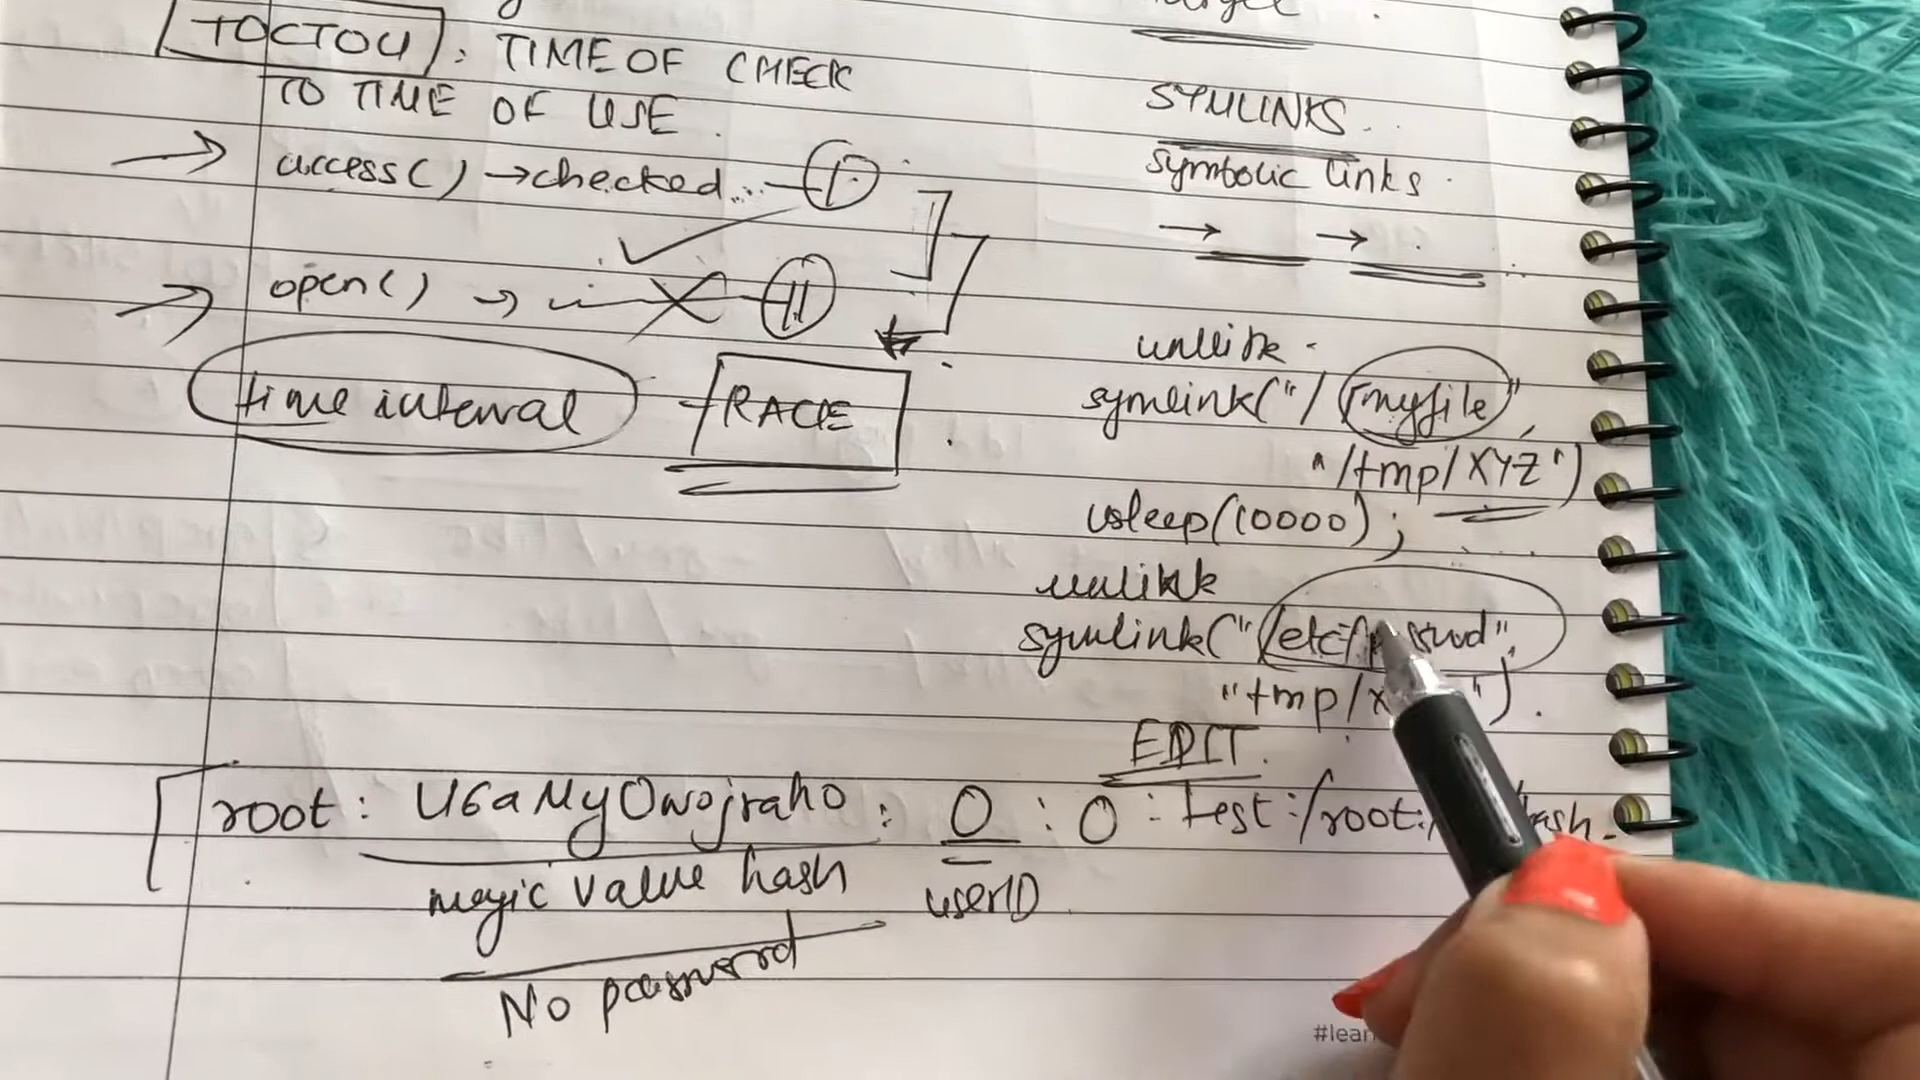 TOCTOU : TIME OF CHECK
TO TIME OF USE.
access() → checked.. I
open() → II
time interval
RACE
SYMLINKS.
symbolic links.
→ →
unlink.
symlink("/myfile"
"/tmp/XYZ")
usleep(10000);
unlink
symlink("/etc/
"tmp/X ").
EDIT.
root: U6aMyOwojraho : 0 : 0 : test:/root:
magic value hash
userID
No password